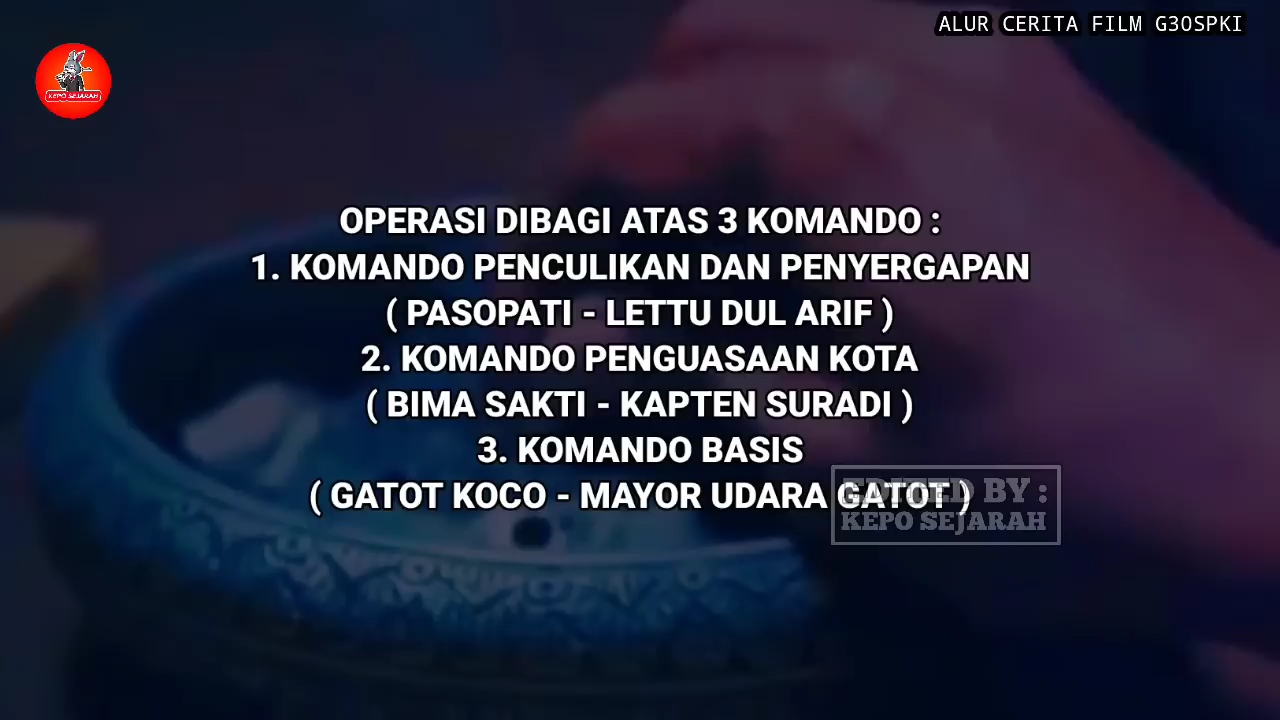 ALUR CERITA FILM G30SPKI
KEPO SEJARAH
OPERASI DIBAGI ATAS 3 KOMANDO :
1. KOMANDO PENCULIKAN DAN PENYERGAPAN
( PASOPATI - LETTU DUL ARIF )
2. KOMANDO PENGUASAAN KOTA
( BIMA SAKTI - KAPTEN SURADI )
3. KOMANDO BASIS
( GATOT KOCO - MAYOR UDARA GATOT )
EDITED BY :
KEPO SEJARAH